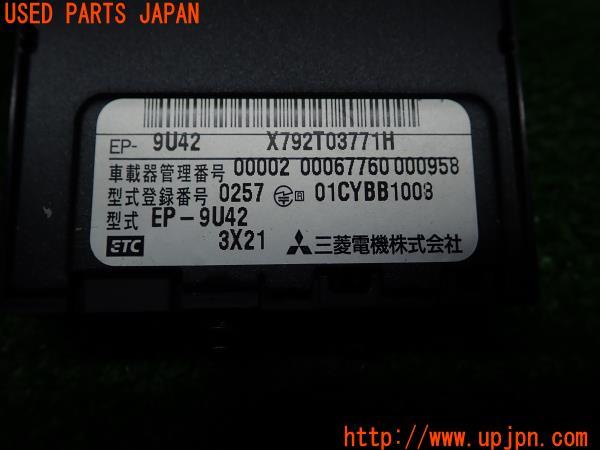 USED PARTS JAPAN
EP- 9U42 X792T03771H
車載器管理番号 00002 00067760 000958
型式登録番号 0257 R 01CYBB1008
型式 EP-9U42
ETC 3X21 三菱電機株式会社
http://www.upjpn.com/